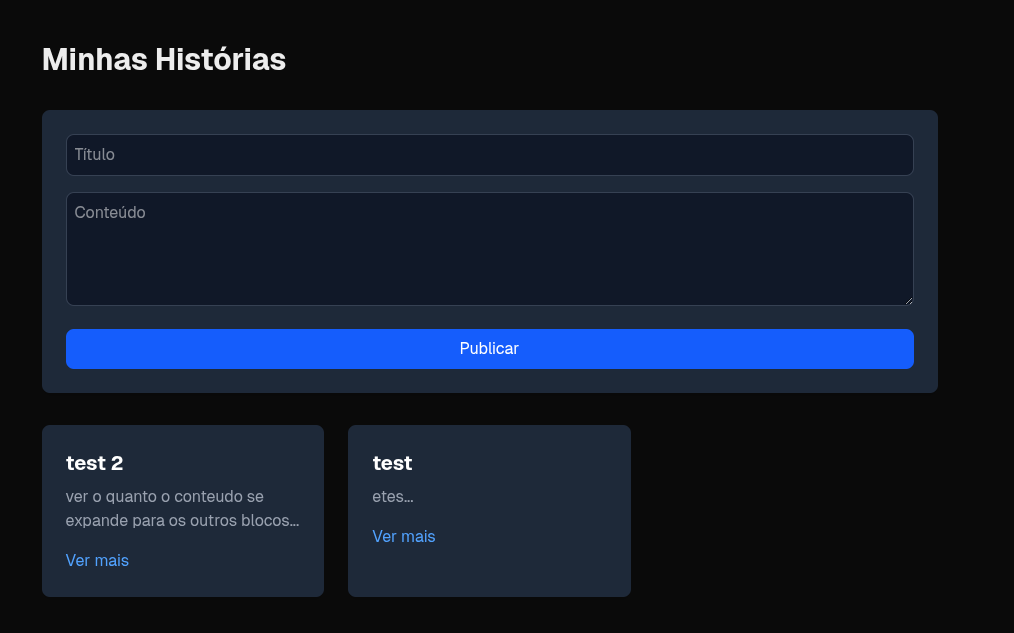 Minhas Histórias
Título
Conteúdo
Publicar
test 2
ver o quanto o conteudo se
expande para os outros blocos...
Ver mais
test
etes...
Ver mais